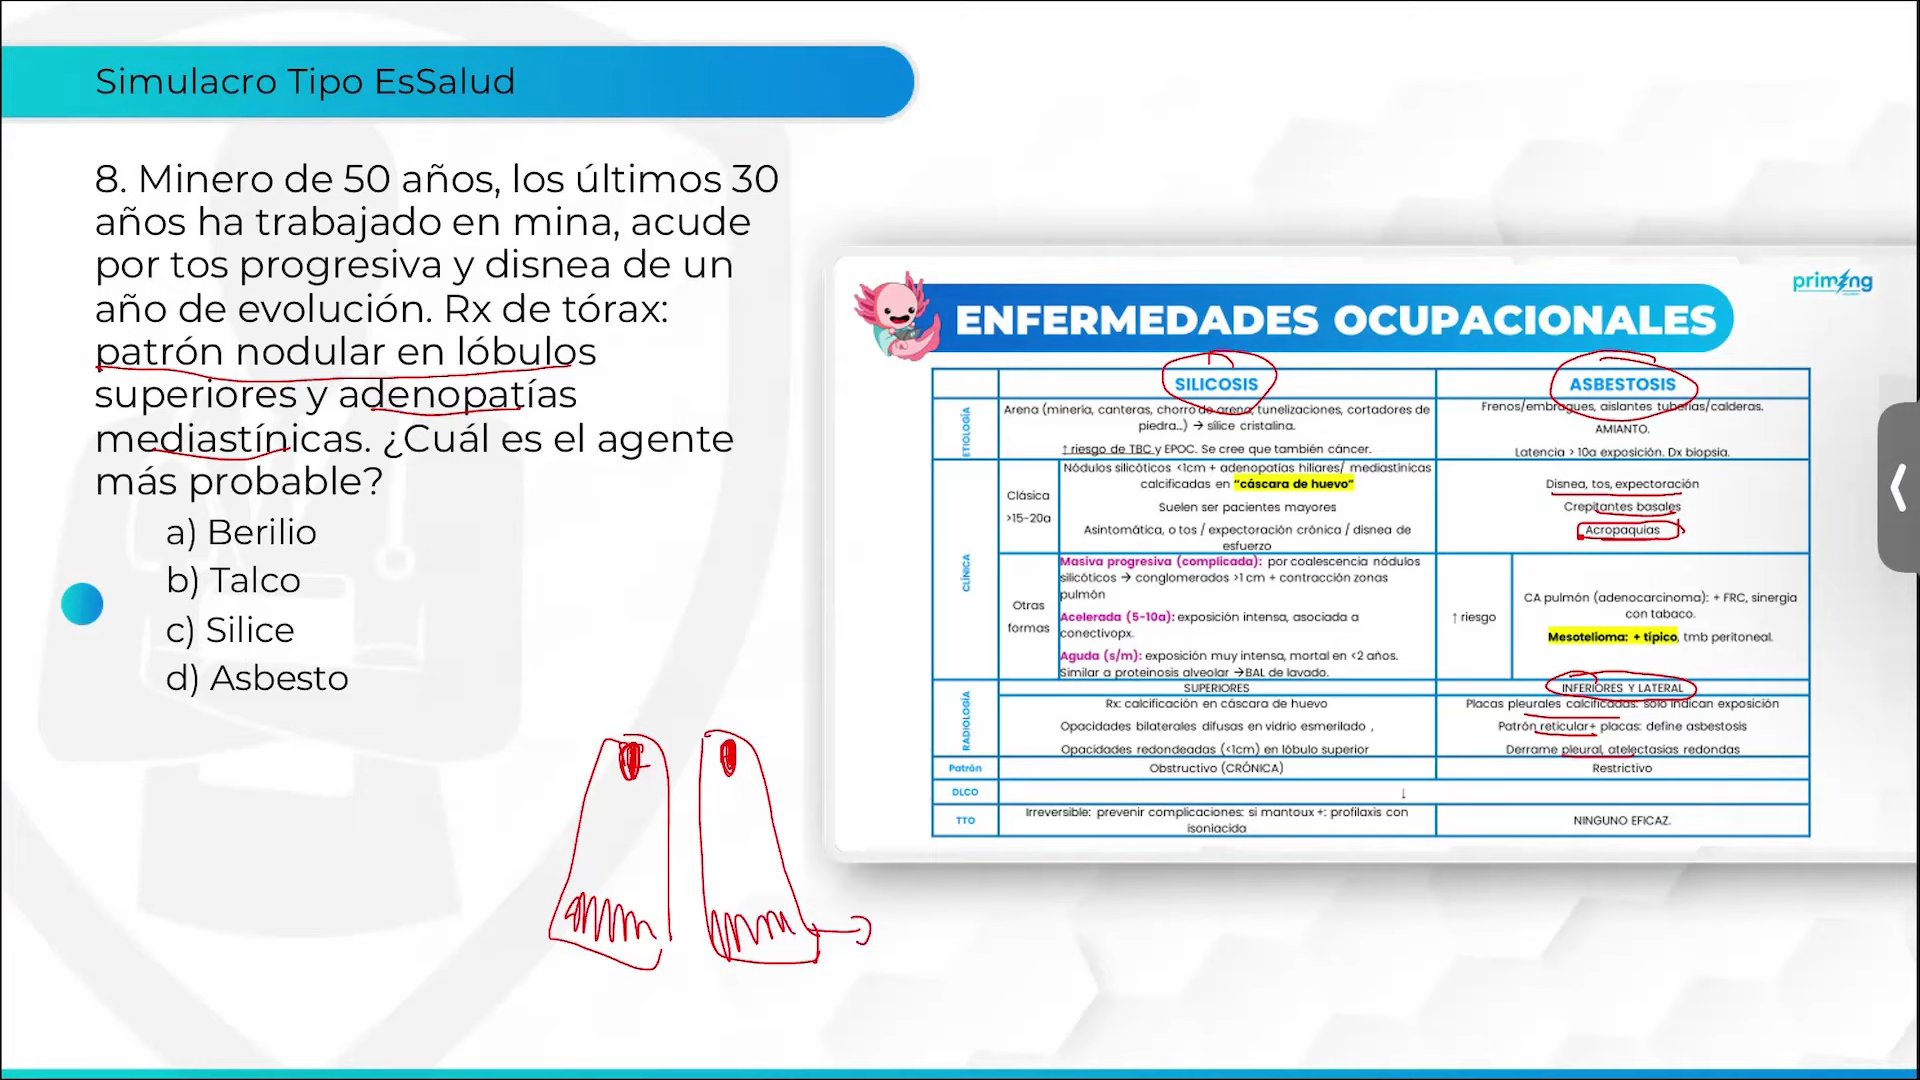 Simulacro Tipo EsSalud
8. Minero de 50 años, los últimos 30
años ha trabajado en mina, acude
por tos progresiva y disnea de un
año de evolución. Rx de tórax:
patrón nodular en lóbulos
superiores y adenopatías
mediastínicas. ¿Cuál es el agente
más probable?
a) Berilio
b) Talco
c) Silice
d) Asbesto
priming
ENFERMEDADES OCUPACIONALES
SILICOSIS
ASBESTOSIS
ETIOLOGÍA
Arena (minería, canteras, chorro de arena, tunelizaciones, cortadores de
piedra...) → sílice cristalina.
↑ riesgo de TBC y EPOC. Se cree que también cáncer.
Frenos/embragues, aislantes tuberías/calderas.
AMIANTO.
Latencia > 10a exposición. Dx biopsia.
CLÍNICA
Clásica
>15-20a
Nódulos silicóticos <1cm + adenopatías hiliares/ mediastínicas
calcificadas en "cáscara de huevo"
Suelen ser pacientes mayores
Asintomática, o tos / expectoración crónica / disnea de
esfuerzo
Disnea, tos, expectoración
Crepitantes basales
Acropaquias
Otras
formas
Masiva progresiva (complicada): por coalescencia nódulos
silicóticos → conglomerados >1 cm + contracción zonas
pulmón
Acelerada (5-10a): exposición intensa, asociada a
conectivopx.
Aguda (s/m): exposición muy intensa, mortal en <2 años.
Similar a proteinosis alveolar →BAL de lavado.
↑ riesgo
CA pulmón (adenocarcinoma): + FRC, sinergia
con tabaco.
Mesotelioma: + típico, tmb peritoneal.
RADIOLOGÍA
SUPERIORES
Rx: calcificación en cáscara de huevo
Opacidades bilaterales difusas en vidrio esmerilado ,
Opacidades redondeadas (<1cm) en lóbulo superior
INFERIORES Y LATERAL
Placas pleurales calcificadas: solo indican exposición
Patrón reticular+ placas: define asbestosis
Derrame pleural, atelectasias redondas
Patrón
Obstructivo (CRÓNICA)
Restrictivo
DLCO
↓
TTO
Irreversible: prevenir complicaciones: si mantoux +: profilaxis con
isoniacida
NINGUNO EFICAZ.